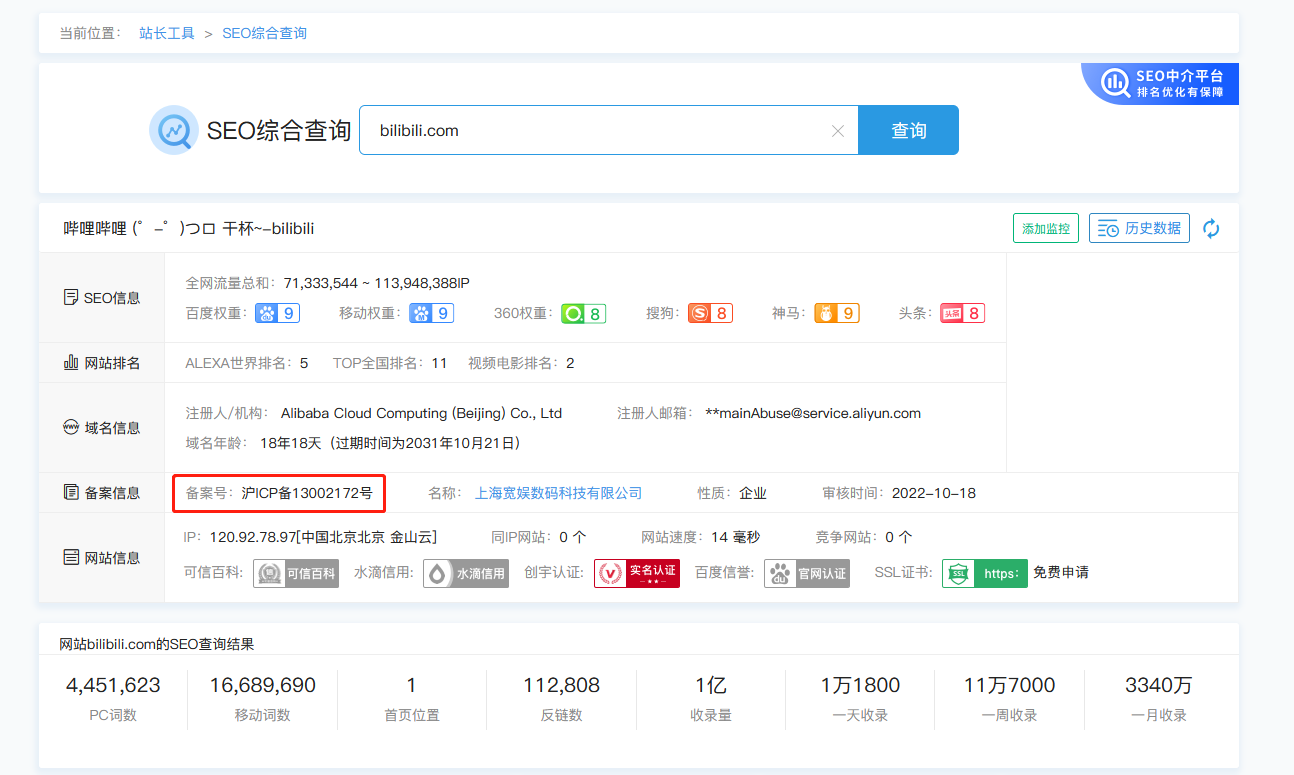 当前位置： 站长工具 > SEO综合查询
SEO中介平台
排名优化有保障
SEO综合查询 bilibili.com 查询
哔哩哔哩 (゜-゜)つロ 干杯~-bilibili 添加监控 历史数据
SEO信息
全网流量总和：71,333,544 ~ 113,948,388IP
百度权重： 9 移动权重： 9 360权重： 8 搜狗： 8 神马： 9 头条： 头条 8
网站排名 ALEXA世界排名：5 TOP全国排名：11 视频电影排名：2
域名信息
注册人/机构： Alibaba Cloud Computing (Beijing) Co., Ltd 注册人邮箱： **mainAbuse@service.aliyun.com
域名年龄： 18年18天（过期时间为2031年10月21日）
备案信息 备案号：沪ICP备13002172号 名称： 上海宽娱数码科技有限公司 性质：企业 审核时间：2022-10-18
网站信息
IP：120.92.78.97[中国北京北京 金山云] 同IP网站：0 个 网站速度：14 毫秒 竞争网站：0 个
可信百科: 可信百科 水滴信用: 水滴信用 创宇认证: 实名认证 百度信誉: 官网认证 SSL证书: SSL https: 免费申请
网站bilibili.com的SEO查询结果
4,451,623 16,689,690 1 112,808 1亿 1万1800 11万7000 3340万
PC词数 移动词数 首页位置 反链数 收录量 一天收录 一周收录 一月收录